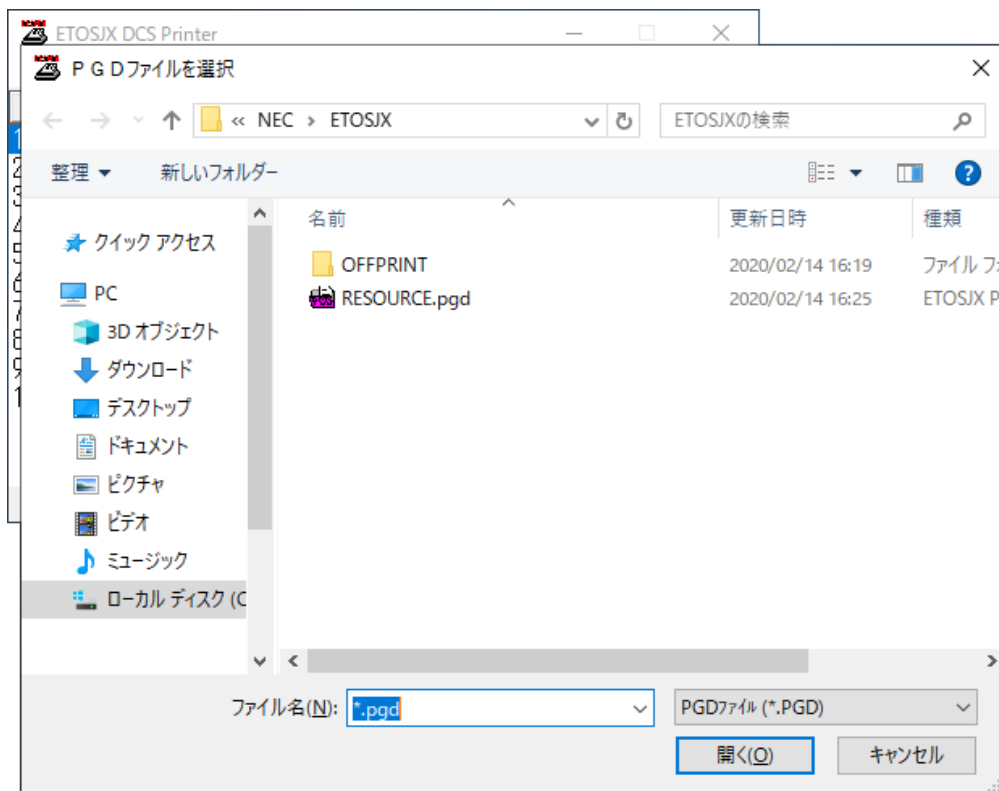 ETOSJX DCS Printer
ＰＧＤファイルを選択
« NEC › ETOSJX
ETOSJXの検索
整理
新しいフォルダー
名前
更新日時
種類
クイック アクセス
OFFPRINT
2020/02/14 16:19
ファイル フ
PC
RESOURCE.pgd
2020/02/14 16:25
ETOSJX P
3D オブジェクト
ダウンロード
デスクトップ
ドキュメント
ピクチャ
ビデオ
ミュージック
ローカル ディスク (C
ファイル名(N):
*.pgd
PGDﾌｧｲﾙ (*.PGD)
開く(O)
キャンセル